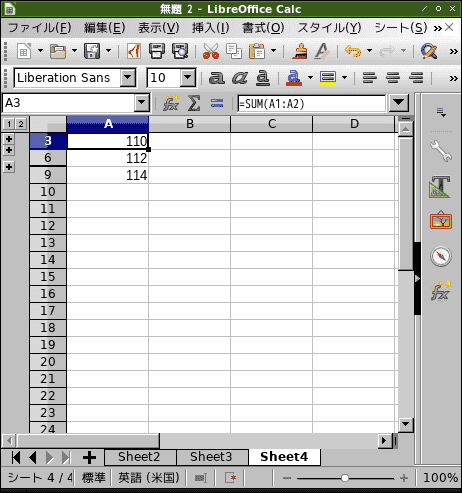 無題 2 - LibreOffice Calc
ファイル(F) 編集(E) 表示(V) 挿入(I) 書式(O) スタイル(Y) シート(S) »
Liberation Sans 10 a a a A
A3 fx Σ = =SUM(A1:A2)
1 2 A B C D
3 110
6 112
9 114
10
11
12
13
14
15
16
17
18
19
20
21
22
23
24
Sheet2 Sheet3 Sheet4
シート 4 / 4 標準 英語 (米国) 100%